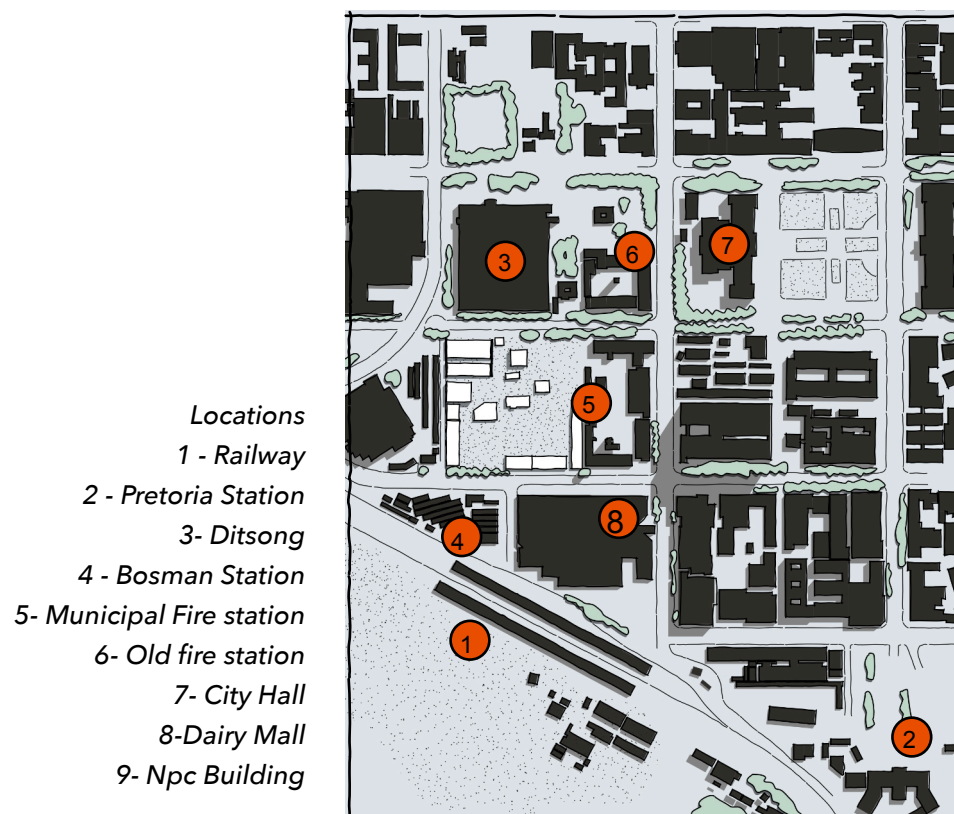 Locations
1 - Railway
2 - Pretoria Station
3- Ditsong
4 - Bosman Station
5- Municipal Fire station
6- Old fire station
7- City Hall
8-Dairy Mall
9- Npc Building
7
6
3
5
8
4
1
2